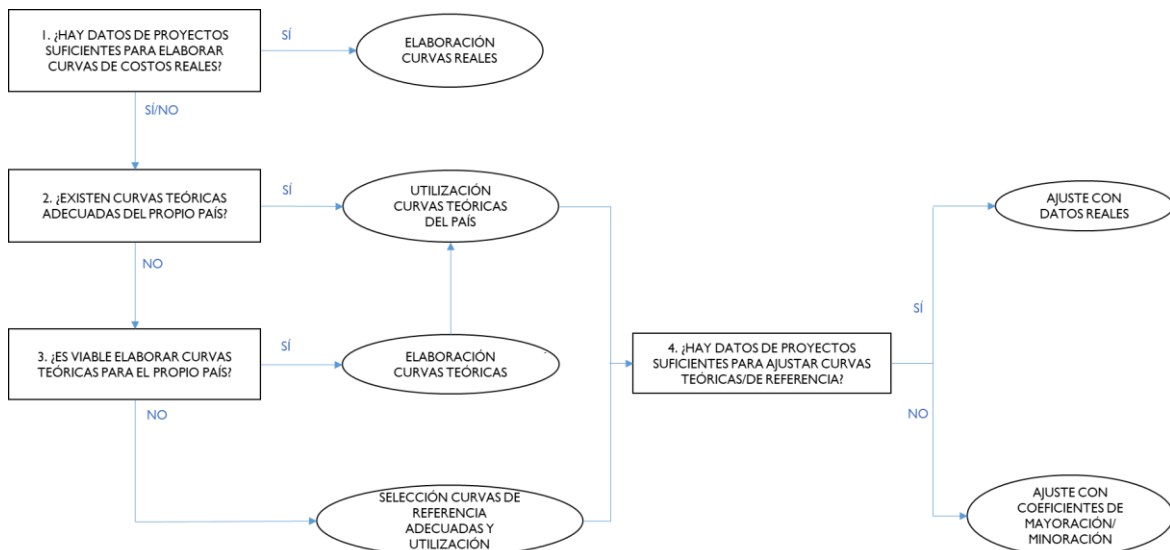 1. ¿HAY DATOS DE PROYECTOS
SUFICIENTES PARA ELABORAR
CURVAS DE COSTOS REALES?
SÍ
ELABORACIÓN
CURVAS REALES
SÍ/NO
2. ¿EXISTEN CURVAS TEÓRICAS
ADECUADAS DEL PROPIO PAÍS?
SÍ
UTILIZACIÓN
CURVAS TEÓRICAS
DEL PAÍS
NO
3. ¿ES VIABLE ELABORAR CURVAS
TEÓRICAS PARA EL PROPIO PAÍS?
SÍ
ELABORACIÓN
CURVAS TEÓRICAS
NO
SELECCIÓN CURVAS DE
REFERENCIA
ADECUADAS Y
UTILIZACIÓN
4. ¿HAY DATOS DE PROYECTOS
SUFICIENTES PARA AJUSTAR CURVAS
TEÓRICAS/DE REFERENCIA?
SÍ
AJUSTE CON
DATOS REALES
NO
AJUSTE CON
COEFICIENTES DE
MAYORACIÓN/
MINORACIÓN